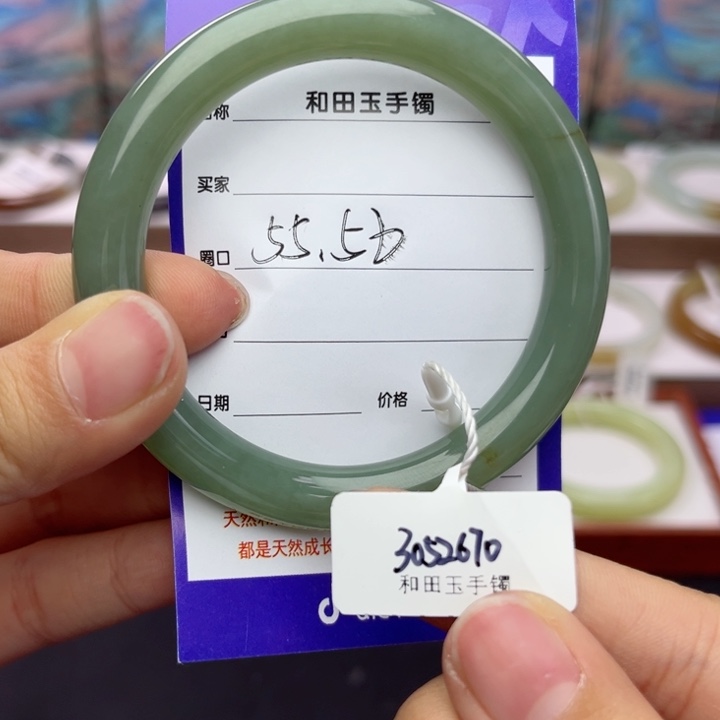 称 和田玉手镯
买家
圈口 55.5b
日期 价格
天然
都是天然成长
3052670
和田玉手镯